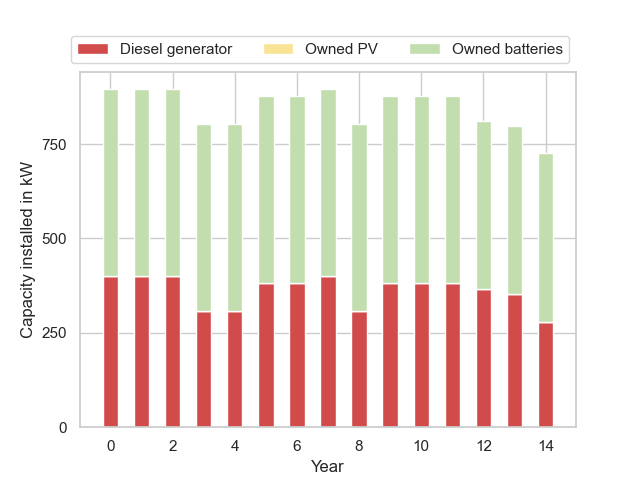 Diesel generator Owned PV Owned batteries
Capacity installed in kW
750
500
250
0
0 2 4 6 8 10 12 14
Year